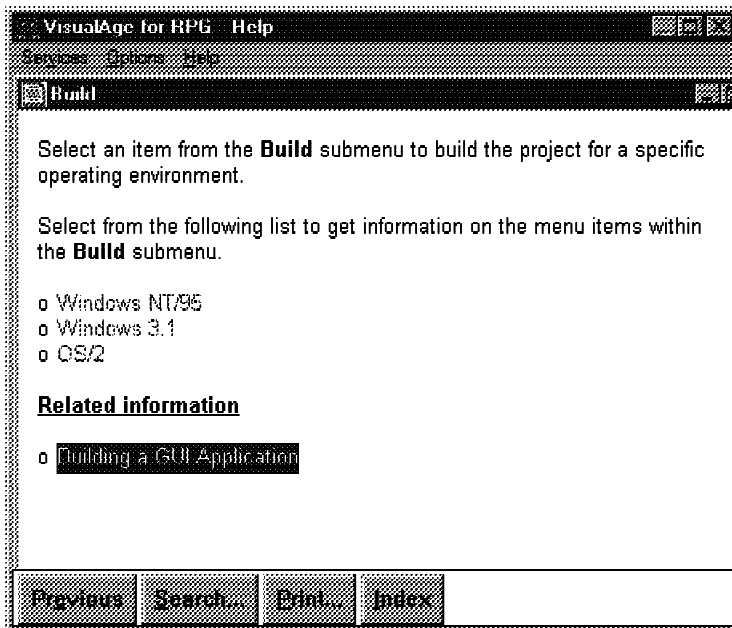 VisualAge for RPG Help
Services Options Help
Build
Select an item from the Build submenu to build the project for a specific
operating environment.
Select from the following list to get information on the menu items within
the Build submenu.
o Windows NT/95
o Windows 3.1
o OS/2
Related information
o Building a GUI Application
Previous Search... Print... Index